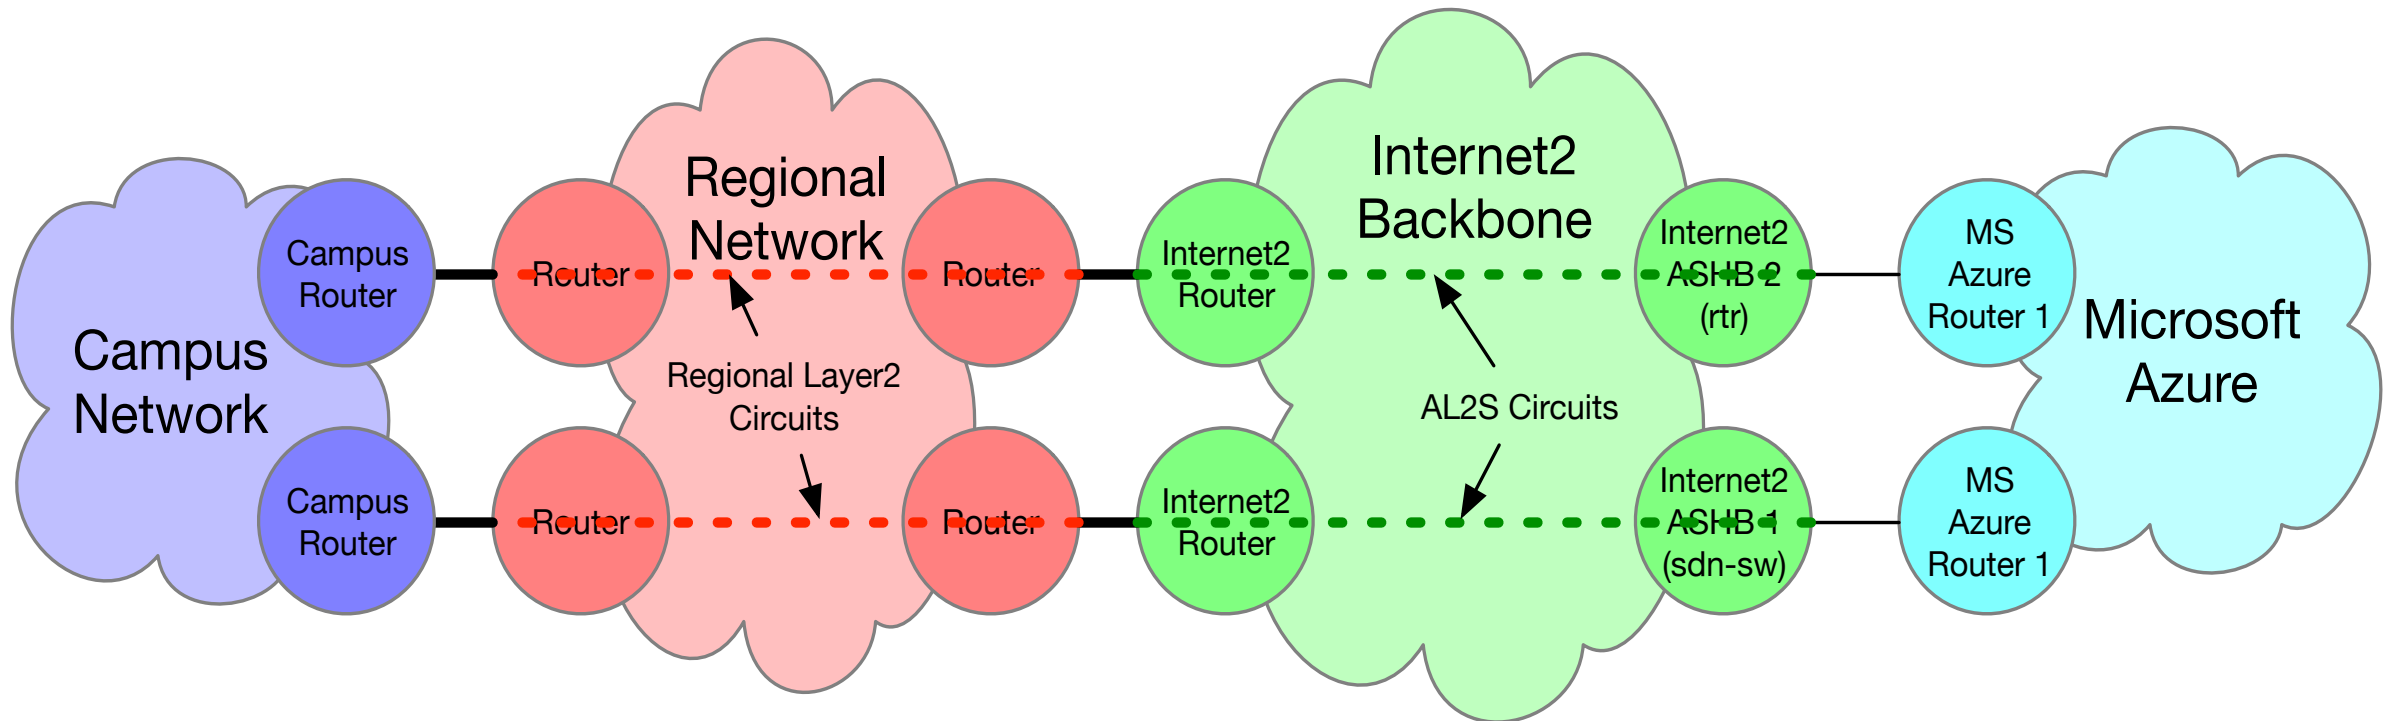 Campus
Network
Campus
Router
Campus
Router
Router
Router
Regional
Network
Regional Layer2
Circuits
Router
Router
Internet2
Router
Internet2
Router
Internet2
Backbone
AL2S Circuits
Internet2
ASHB 2
(rtr)
Internet2
ASHB 1
(sdn-sw)
MS
Azure
Router 1
MS
Azure
Router 1
Microsoft
Azure